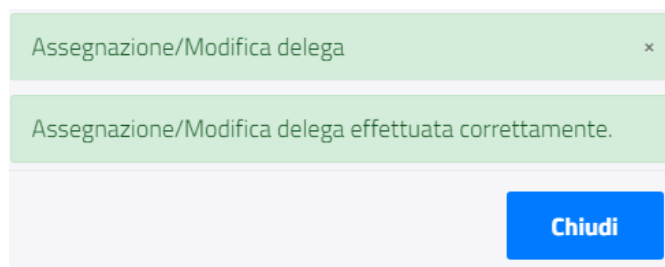 Assegnazione/Modifica delega ×
Assegnazione/Modifica delega effettuata correttamente.
Chiudi